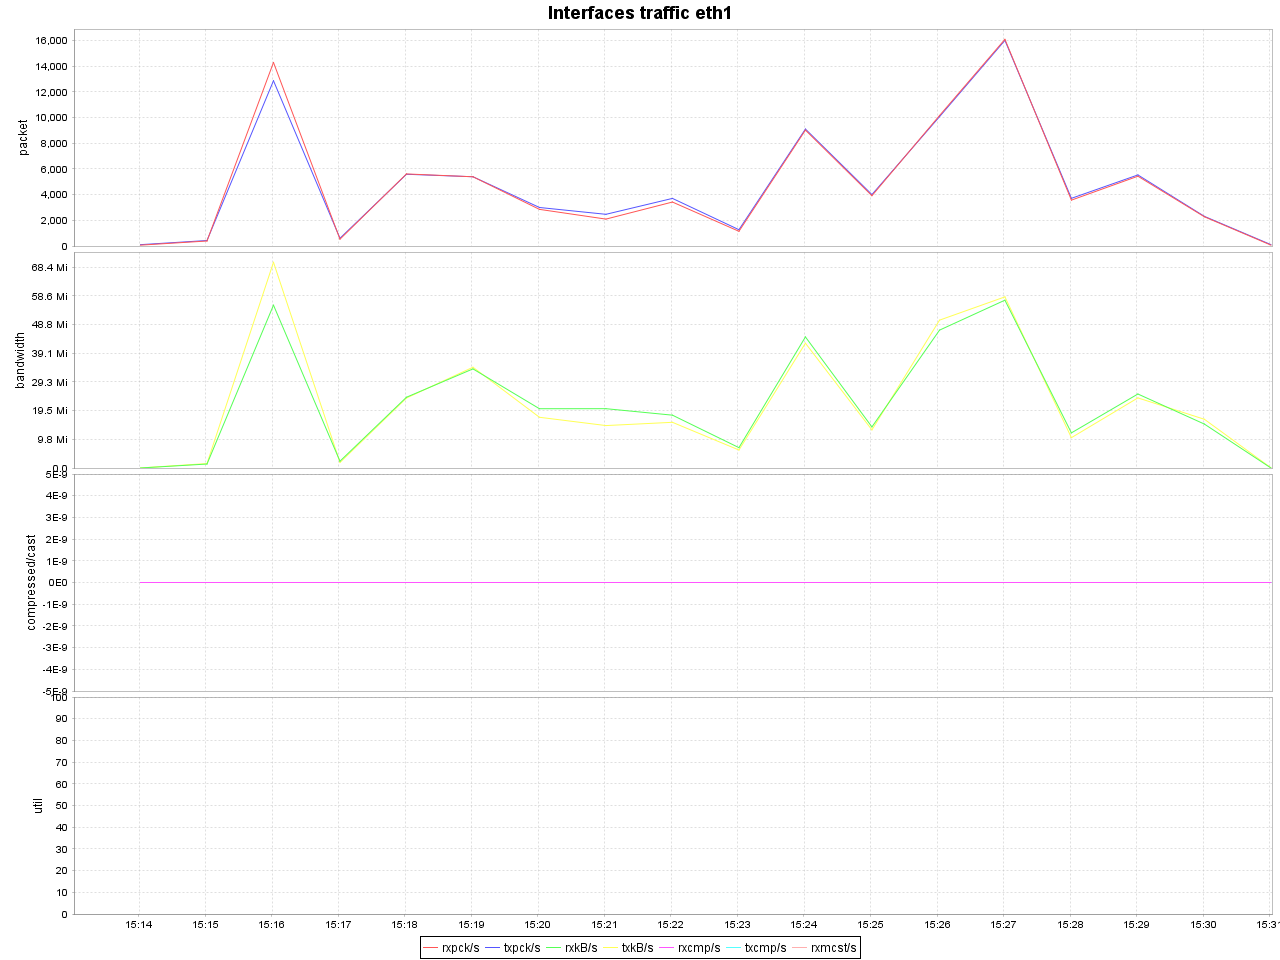 Interfaces traffic eth1
packet
16,000
14,000
12,000
10,000
8,000
6,000
4,000
2,000
0
bandwidth
68.4 Mi
58.6 Mi
48.8 Mi
39.1 Mi
29.3 Mi
19.5 Mi
9.8 Mi
0.0
compressed/cast
5E-9
4E-9
3E-9
2E-9
1E-9
0E0
-1E-9
-2E-9
-3E-9
-4E-9
-5E-9
util
100
90
80
70
60
50
40
30
20
10
0
15:14 15:15 15:16 15:17 15:18 15:19 15:20 15:21 15:22 15:23 15:24 15:25 15:26 15:27 15:28 15:29 15:30 15:31
rxpck/s txpck/s rxkB/s txkB/s rxcmp/s txcmp/s rxmcst/s